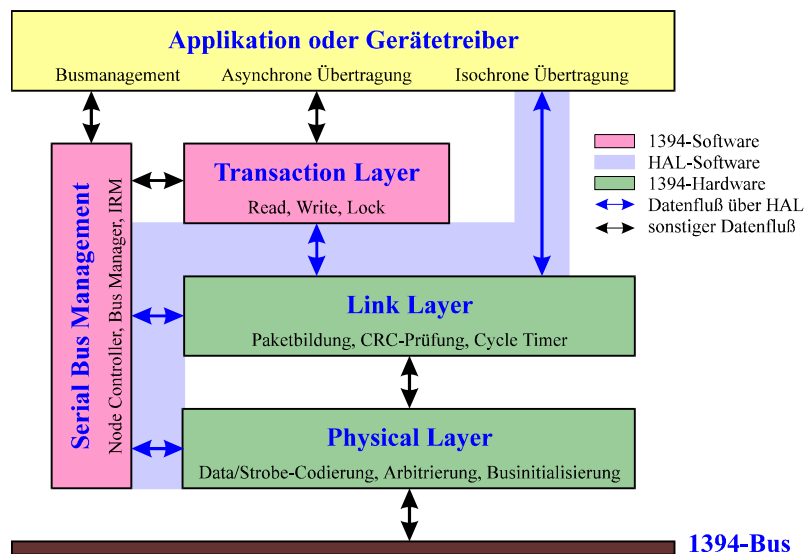 Applikation oder Gerätetreiber
Busmanagement
Asynchrone Übertragung
Isochrone Übertragung
1394-Software
HAL-Software
1394-Hardware
Datenfluß über HAL
sonstiger Datenfluß
Serial Bus Management
Node Controller, Bus Manager, IRM
Transaction Layer
Read, Write, Lock
Link Layer
Paketbildung, CRC-Prüfung, Cycle Timer
Physical Layer
Data/Strobe-Codierung, Arbitrierung, Businitialisierung
1394-Bus